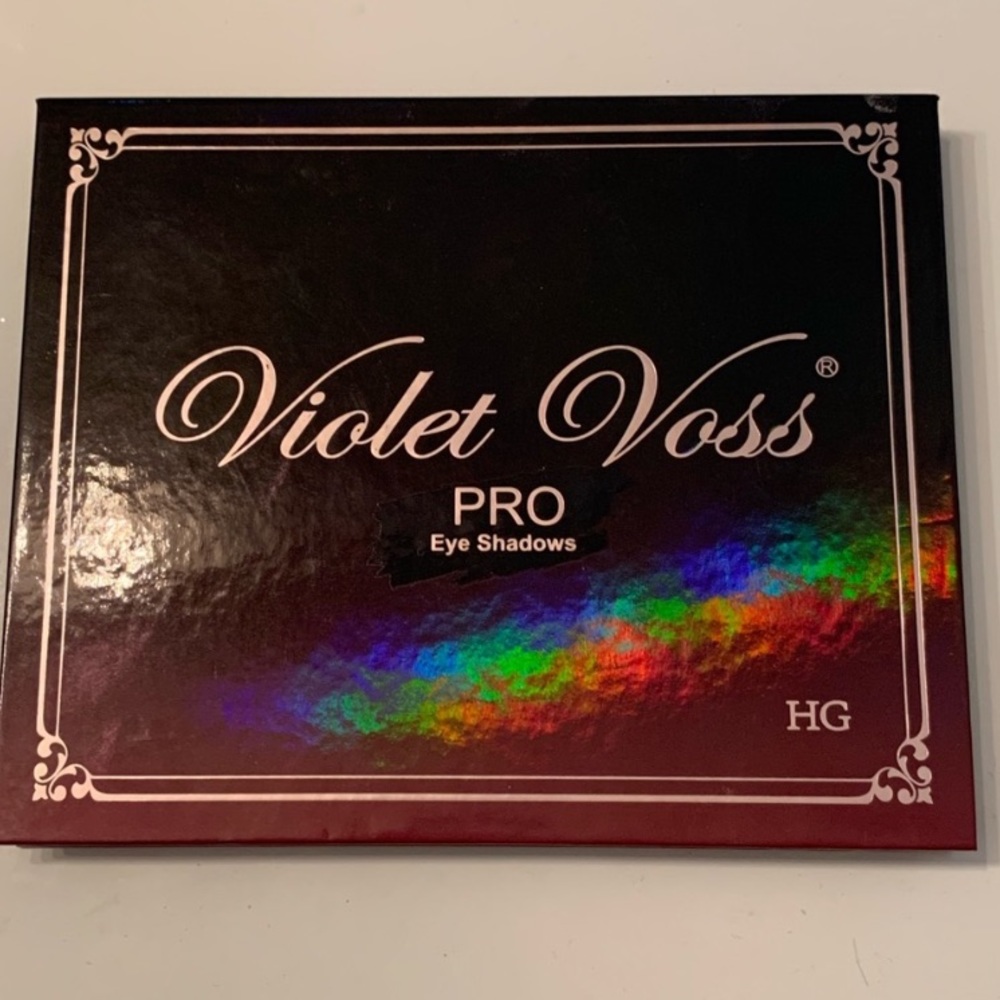 Violet Voss®
PRO
Eye Shadows
HG